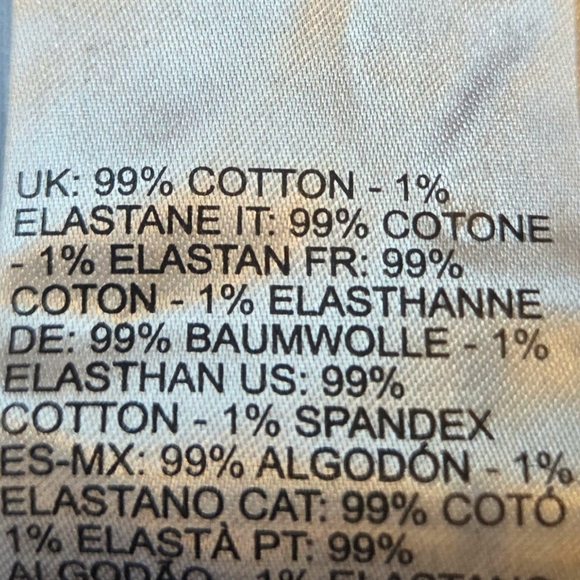 UK: 99% COTTON - 1%
ELASTANE IT: 99% COTONE
- 1% ELASTAN FR: 99%
COTON - 1% ELASTHANNE
DE: 99% BAUMWOLLE - 1%
ELASTHAN US: 99%
COTTON - 1% SPANDEX
ES-MX: 99% ALGODÓN - 1%
ELASTANO CAT: 99% COTÓ
1% ELASTÀ PT: 99%
ALGODÃO - 1%